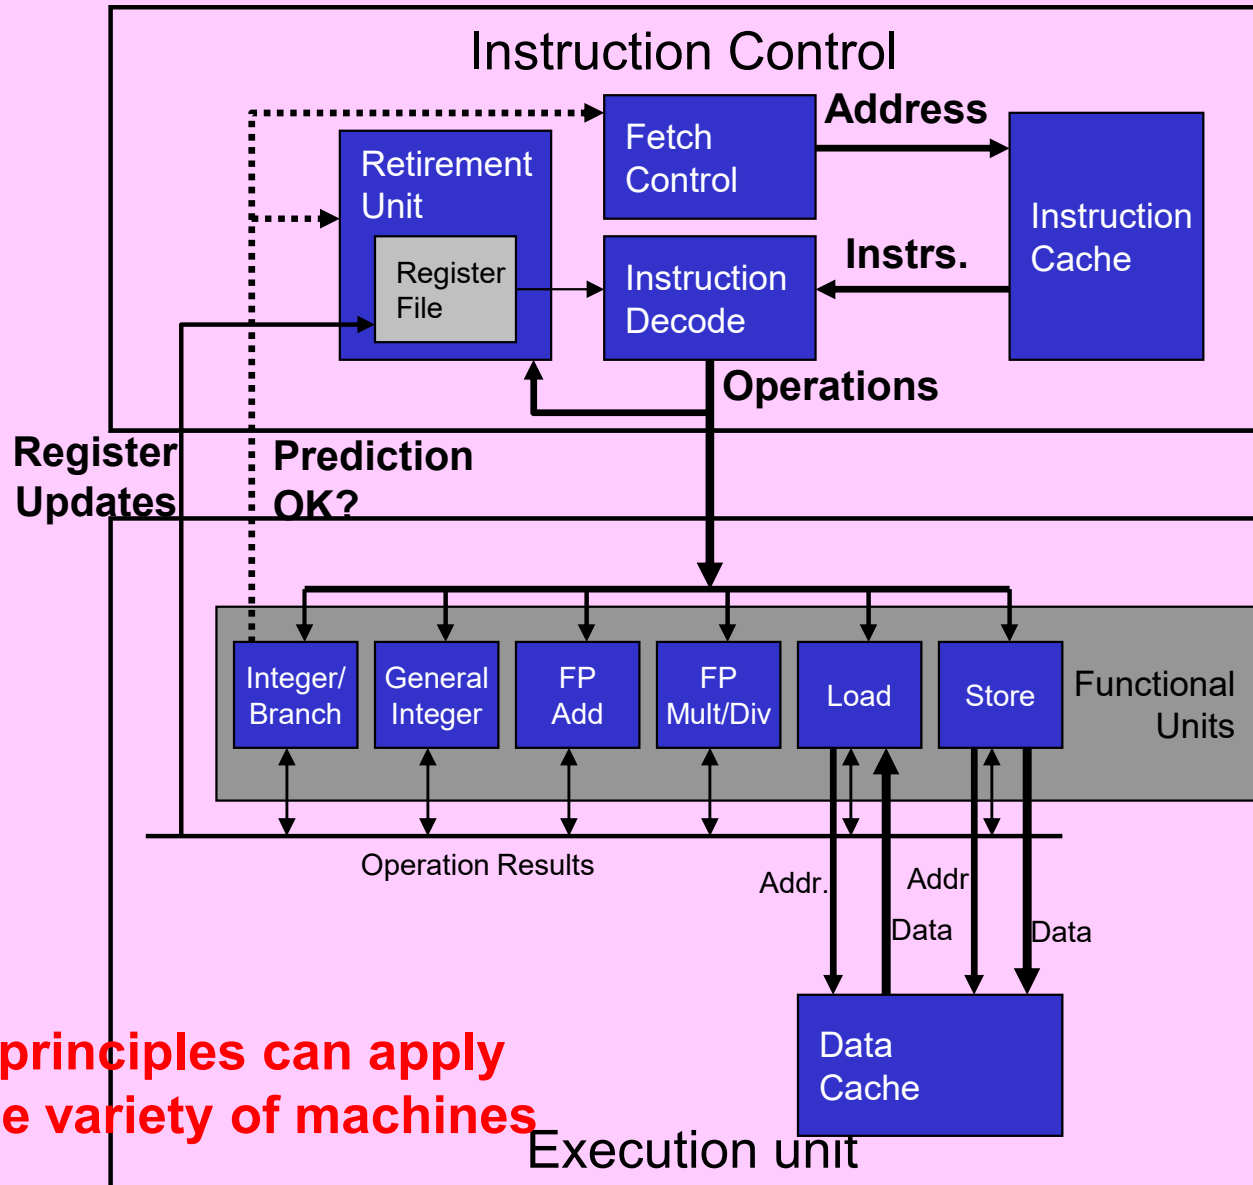 Instruction Control
Address
Fetch
Control
Retirement
Unit
Instruction
Cache
Register
File
Instrs.
Instruction
Decode
Operations
Register
Updates
Prediction
OK?
Integer/
Branch
General
Integer
FP
Add
FP
Mult/Div
Load
Store
Functional
Units
Operation Results
Addr.
Addr
Data
Data
Data
Cache
principles can apply
e variety of machines
Execution unit